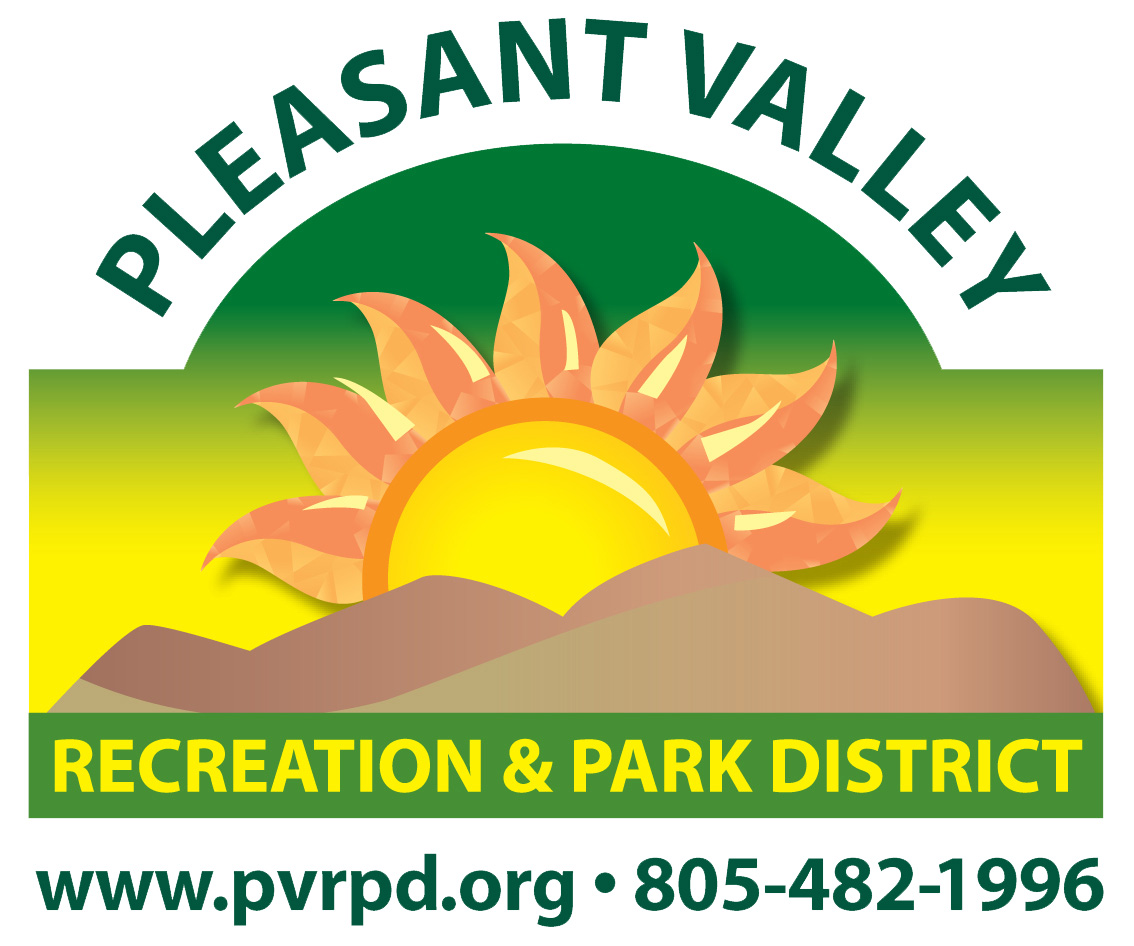 PLEASANT VALLEY
RECREATION & PARK DISTRICT
www.pvrpd.org • 805-482-1996